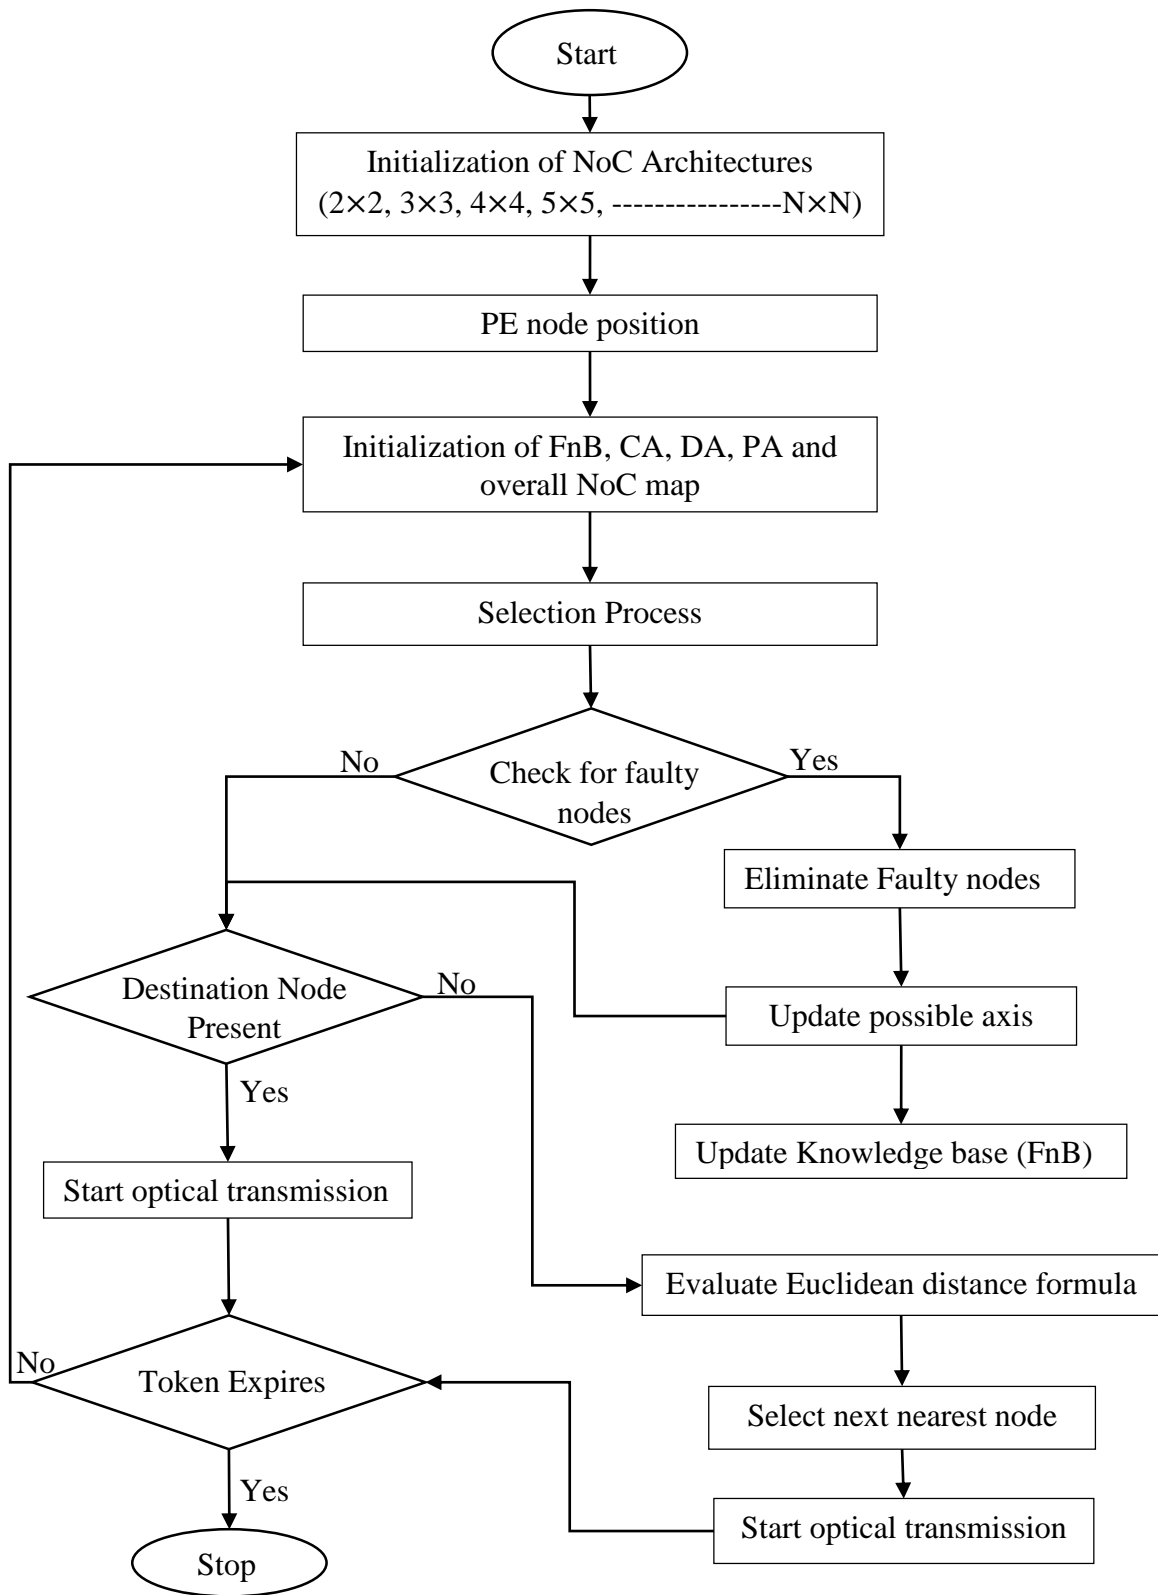 Start
Initialization of NoC Architectures
(2×2, 3×3, 4×4, 5×5, ----------------N×N)
PE node position
Initialization of FnB, CA, DA, PA and
overall NoC map
Selection Process
No
Yes
Check for faulty
nodes
Eliminate Faulty nodes
Destination Node
Present
No
Update possible axis
Yes
Update Knowledge base (FnB)
Start optical transmission
Evaluate Euclidean distance formula
No
Token Expires
Select next nearest node
Yes
Start optical transmission
Stop